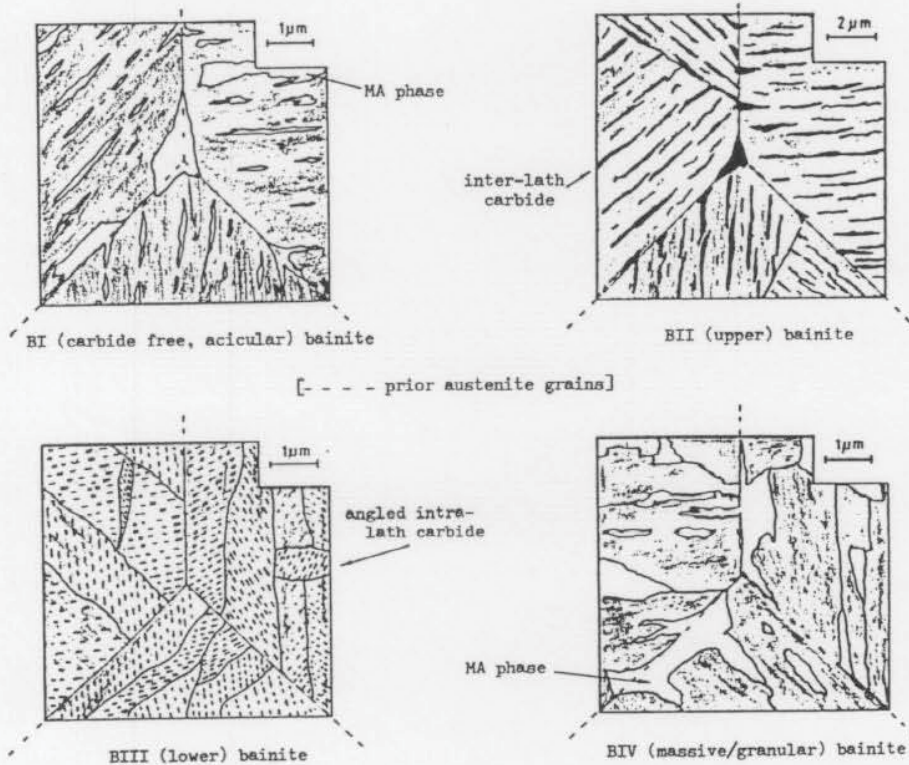 1μm
MA phase
2μm
inter-lath
carbide
BI (carbide free, acicular) bainite
BII (upper) bainite
[- - - - prior austenite grains]
1μm
angled intra-
lath carbide
1μm
MA phase
BIII (lower) bainite
BIV (massive/granular) bainite